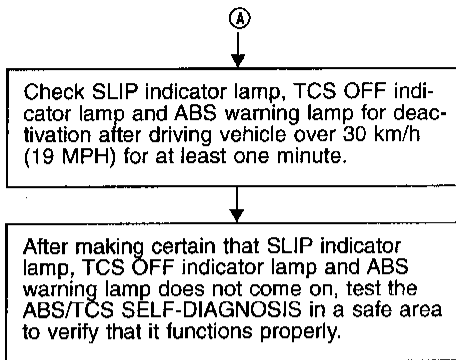 A
Check SLIP indicator lamp, TCS OFF indi-
cator lamp and ABS warning lamp for deac-
tivation after driving vehicle over 30 km/h
(19 MPH) for at least one minute.
After making certain that SLIP indicator
lamp, TCS OFF indicator lamp and ABS
warning lamp does not come on, test the
ABS/TCS SELF-DIAGNOSIS in a safe area
to verify that it functions properly.